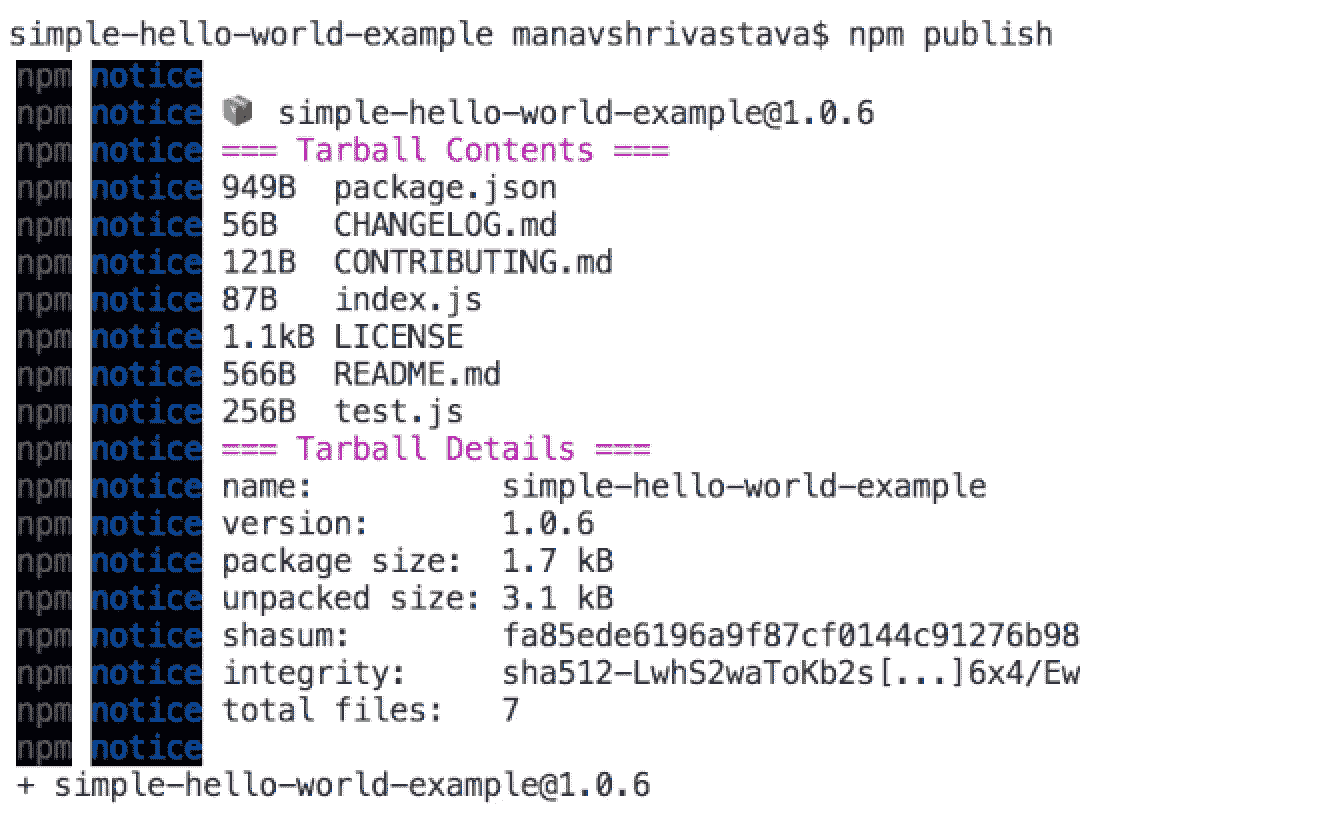 simple-hello-world-example manavshrivastava$ npm publish
npm notice
npm notice 📦 simple-hello-world-example@1.0.6
npm notice === Tarball Contents ===
npm notice 949B  package.json
npm notice 56B   CHANGELOG.md
npm notice 121B  CONTRIBUTING.md
npm notice 87B   index.js
npm notice 1.1kB LICENSE
npm notice 566B  README.md
npm notice 256B  test.js
npm notice === Tarball Details ===
npm notice name:          simple-hello-world-example
npm notice version:       1.0.6
npm notice package size:  1.7 kB
npm notice unpacked size: 3.1 kB
npm notice shasum:        fa85ede6196a9f87cf0144c91276b98
npm notice integrity:     sha512-LwhS2waToKb2s[...]6x4/Ew
npm notice total files:   7
npm notice
+ simple-hello-world-example@1.0.6